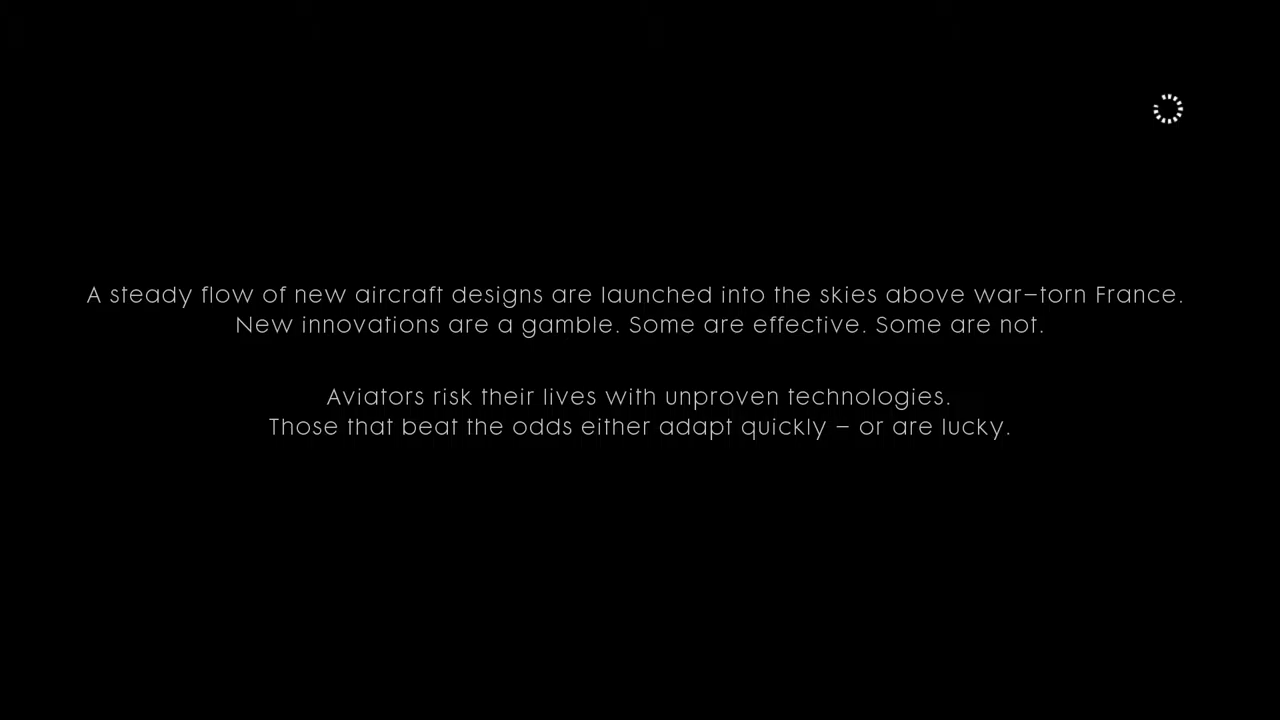 A steady flow of new aircraft designs are launched into the skies above war–torn France.
New innovations are a gamble. Some are effective. Some are not.
Aviators risk their lives with unproven technologies.
Those that beat the odds either adapt quickly – or are lucky.